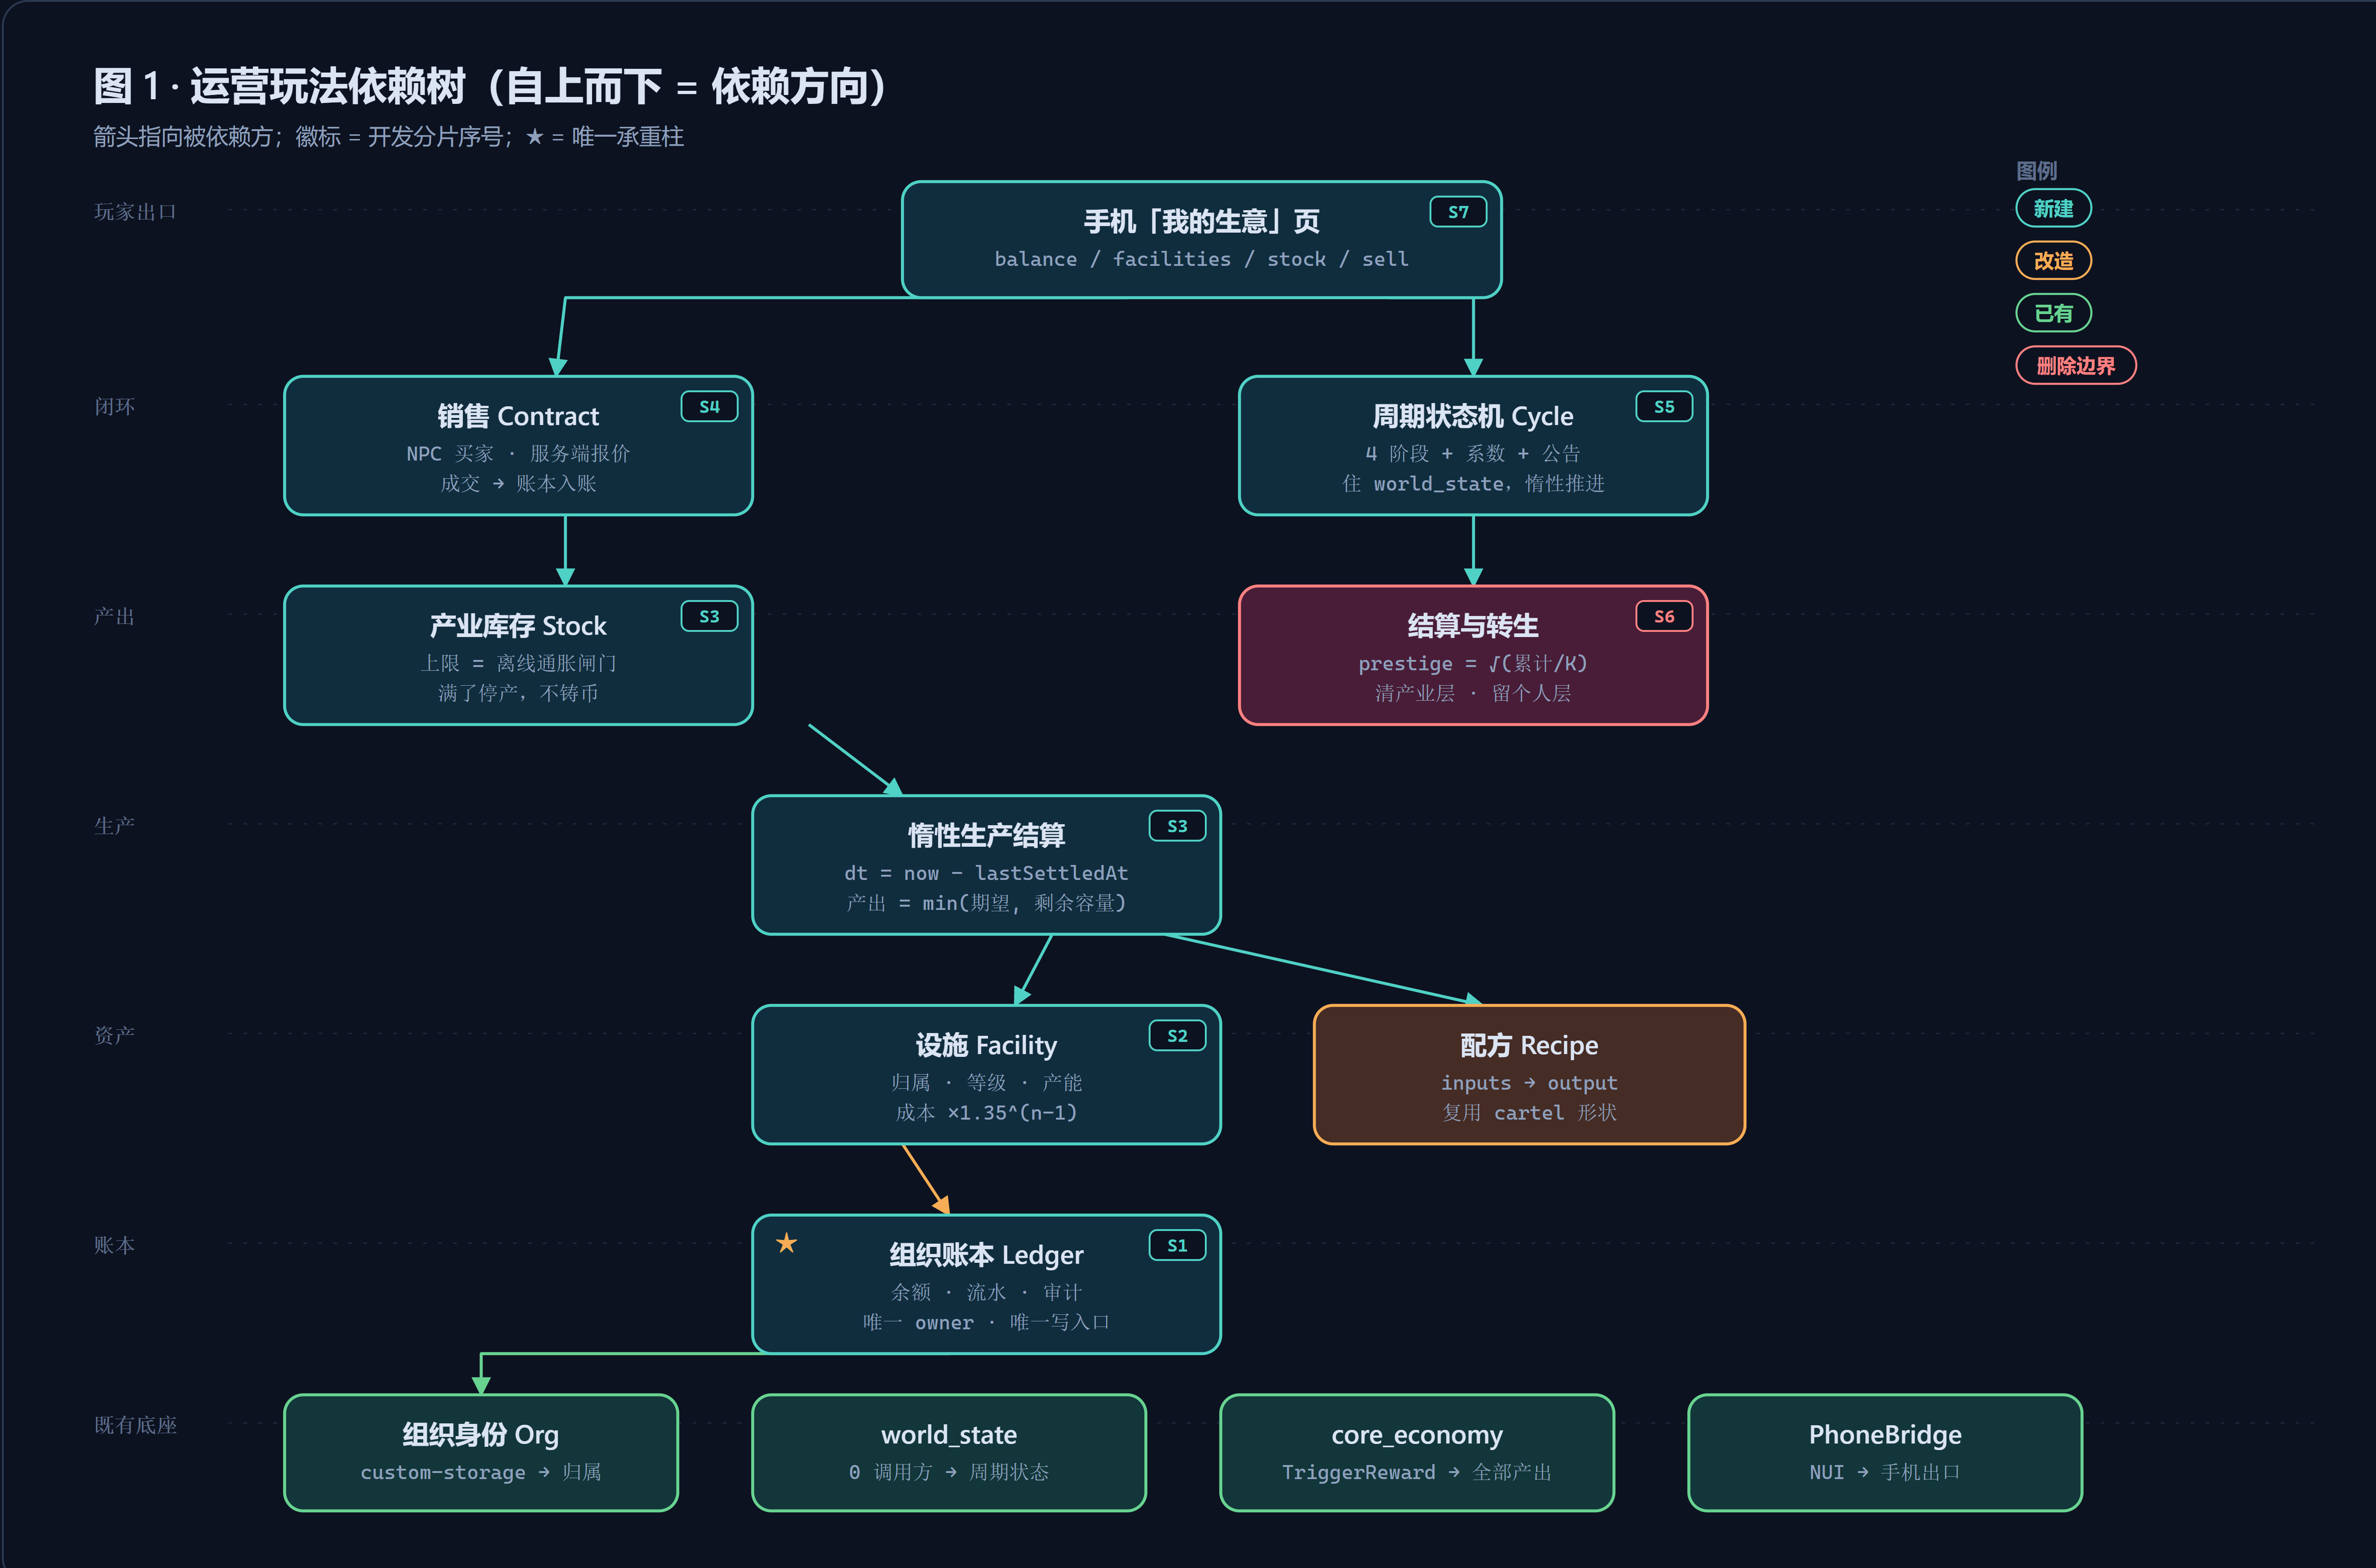 图 1 · 运营玩法依赖树（自上而下 = 依赖方向）
箭头指向被依赖方；徽标 = 开发分片序号；★ = 唯一承重柱
图例
新建
改造
已有
删除边界
玩家出口
手机「我的生意」页
S7
balance / facilities / stock / sell
闭环
销售 Contract
S4
NPC 买家 · 服务端报价
成交 → 账本入账
周期状态机 Cycle
S5
4 阶段 + 系数 + 公告
住 world_state，惰性推进
产出
产业库存 Stock
S3
上限 = 离线通胀闸门
满了停产，不铸币
结算与转生
S6
prestige = √(累计/K)
清产业层 · 留个人层
生产
惰性生产结算
S3
dt = now − lastSettledAt
产出 = min(期望, 剩余容量)
资产
设施 Facility
S2
归属 · 等级 · 产能
成本 ×1.35^(n−1)
配方 Recipe
inputs → output
复用 cartel 形状
账本
★
组织账本 Ledger
S1
余额 · 流水 · 审计
唯一 owner · 唯一写入口
既有底座
组织身份 Org
custom-storage → 归属
world_state
0 调用方 → 周期状态
core_economy
TriggerReward → 全部产出
PhoneBridge
NUI → 手机出口